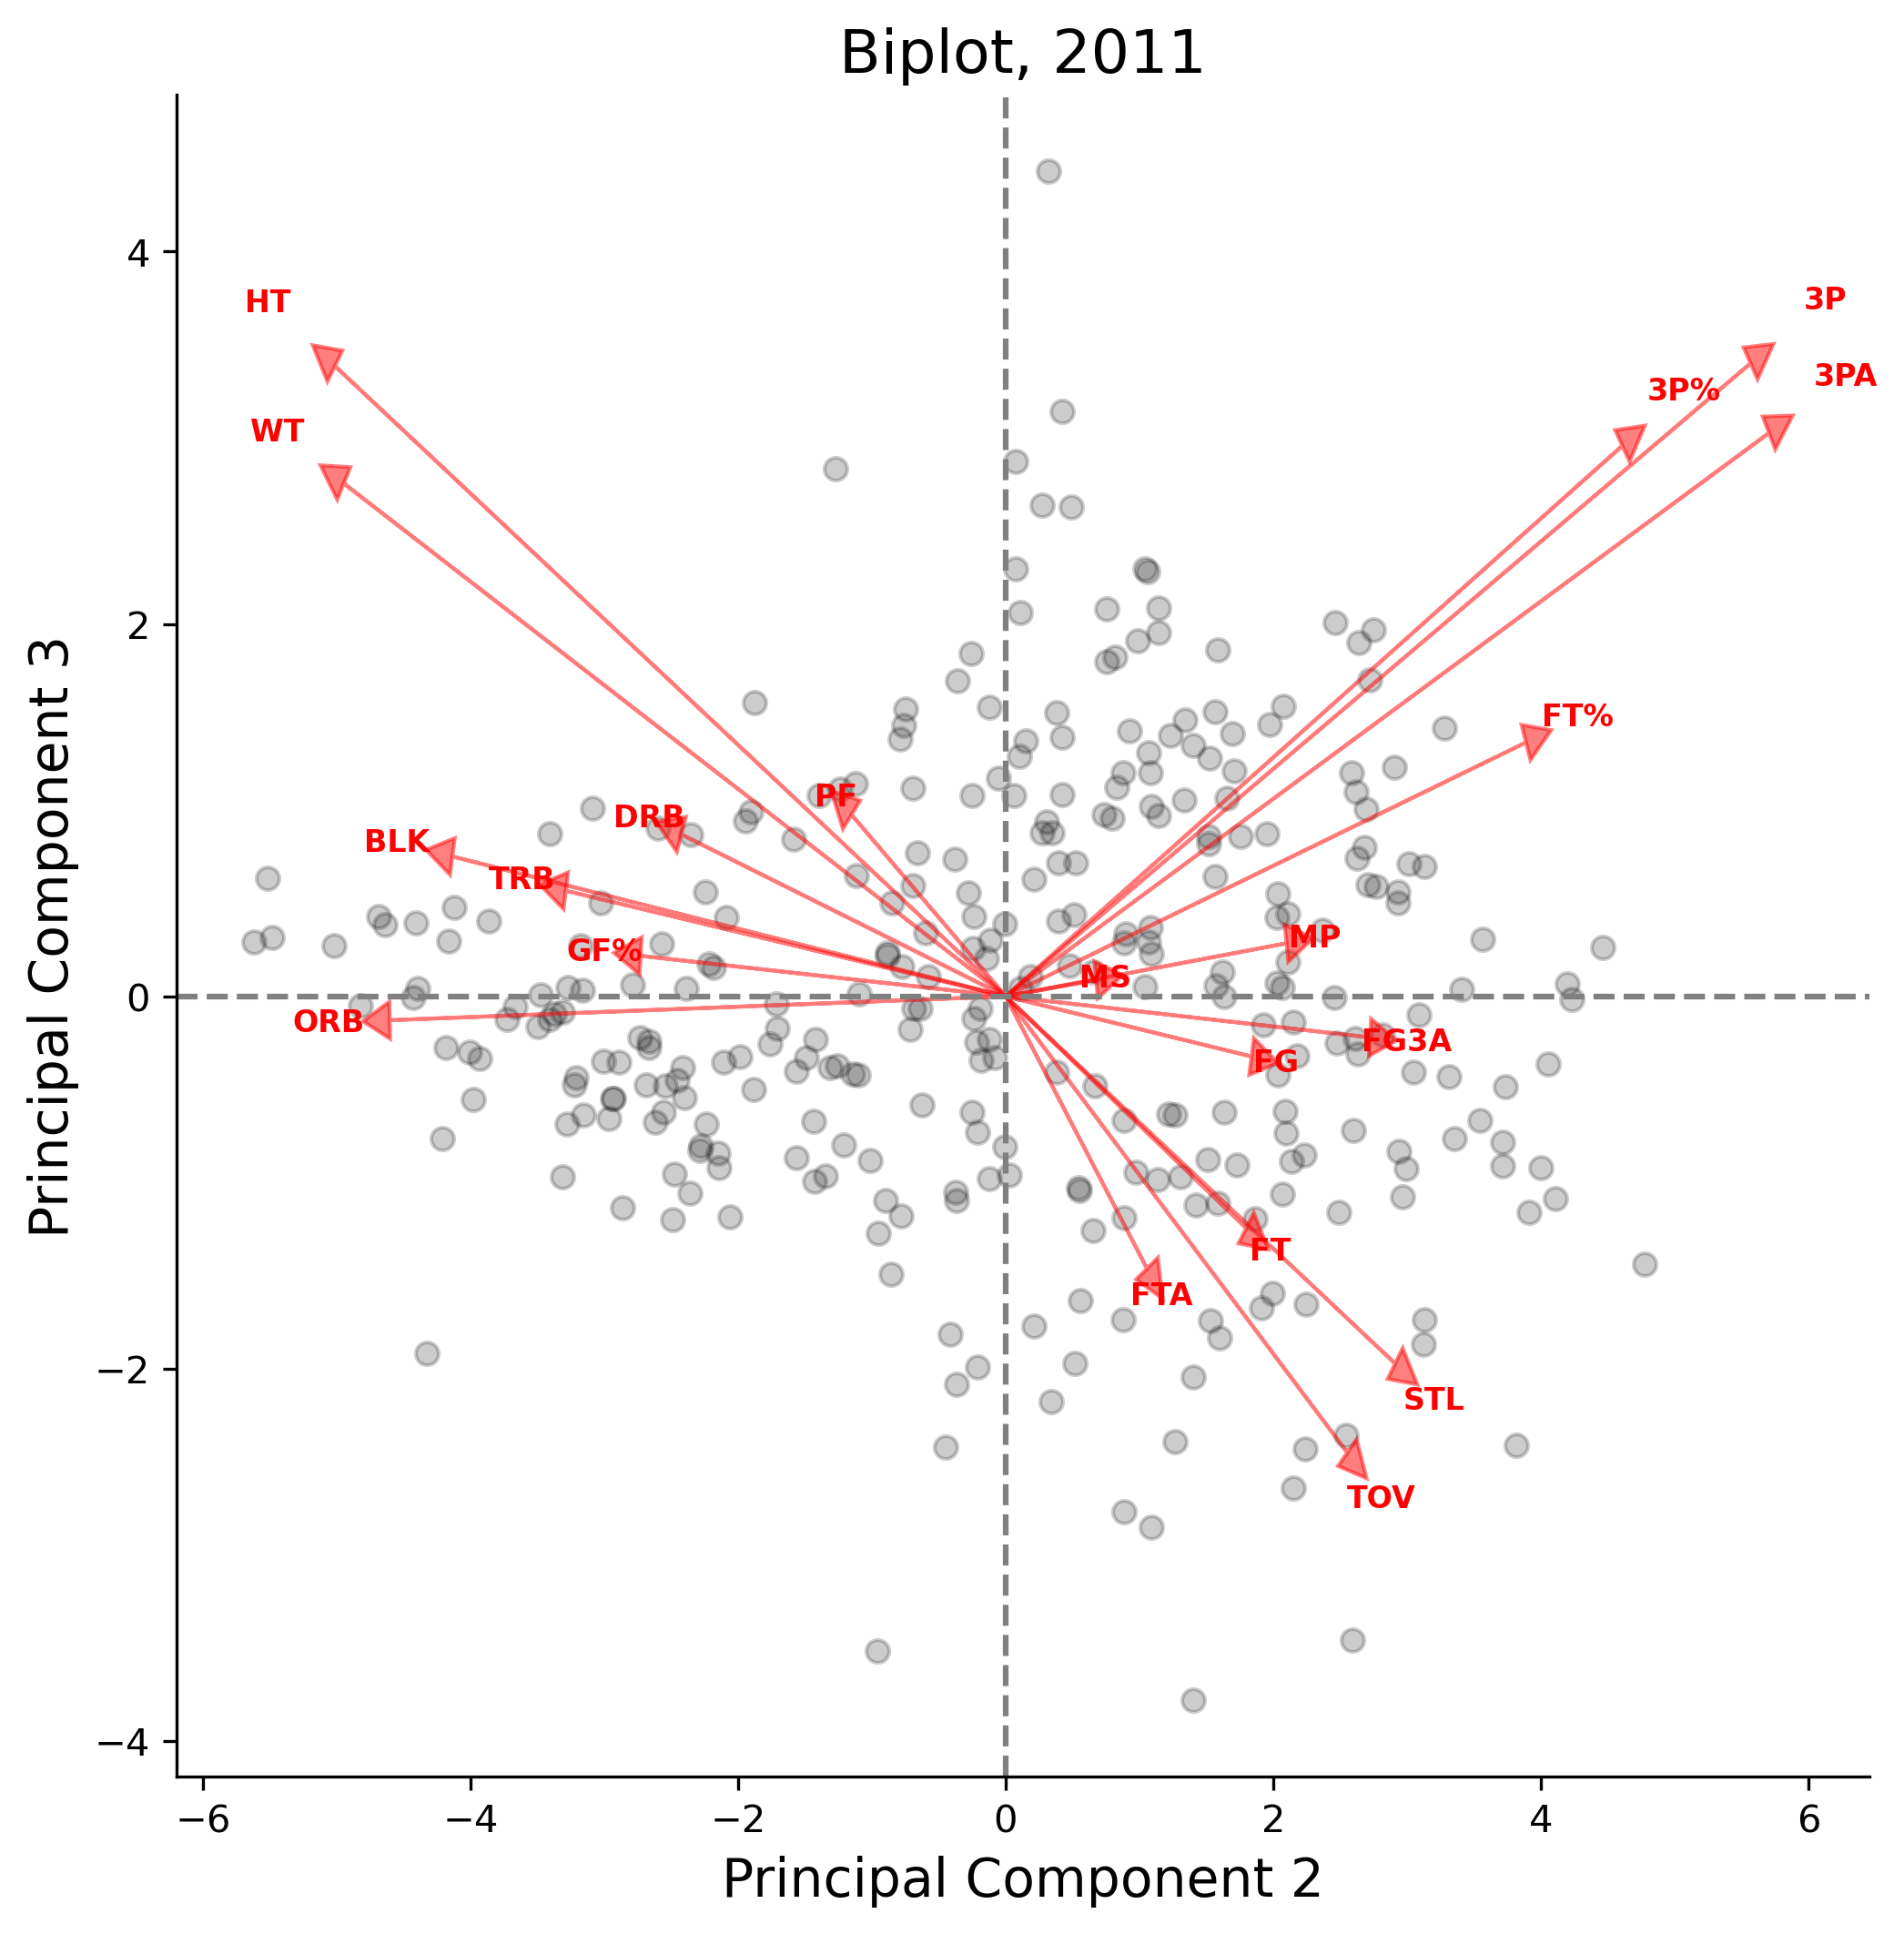 Biplot, 2011
4
HT
3P
3PA
3P%
WT
2
FT%
PF
DRB
BLK
TRB
MP
GF%
MS
0
ORB
FG3A
FG
FT
FTA
−2
STL
TOV
−4
−6 −4 −2 0 2 4 6
Principal Component 2
Principal Component 3